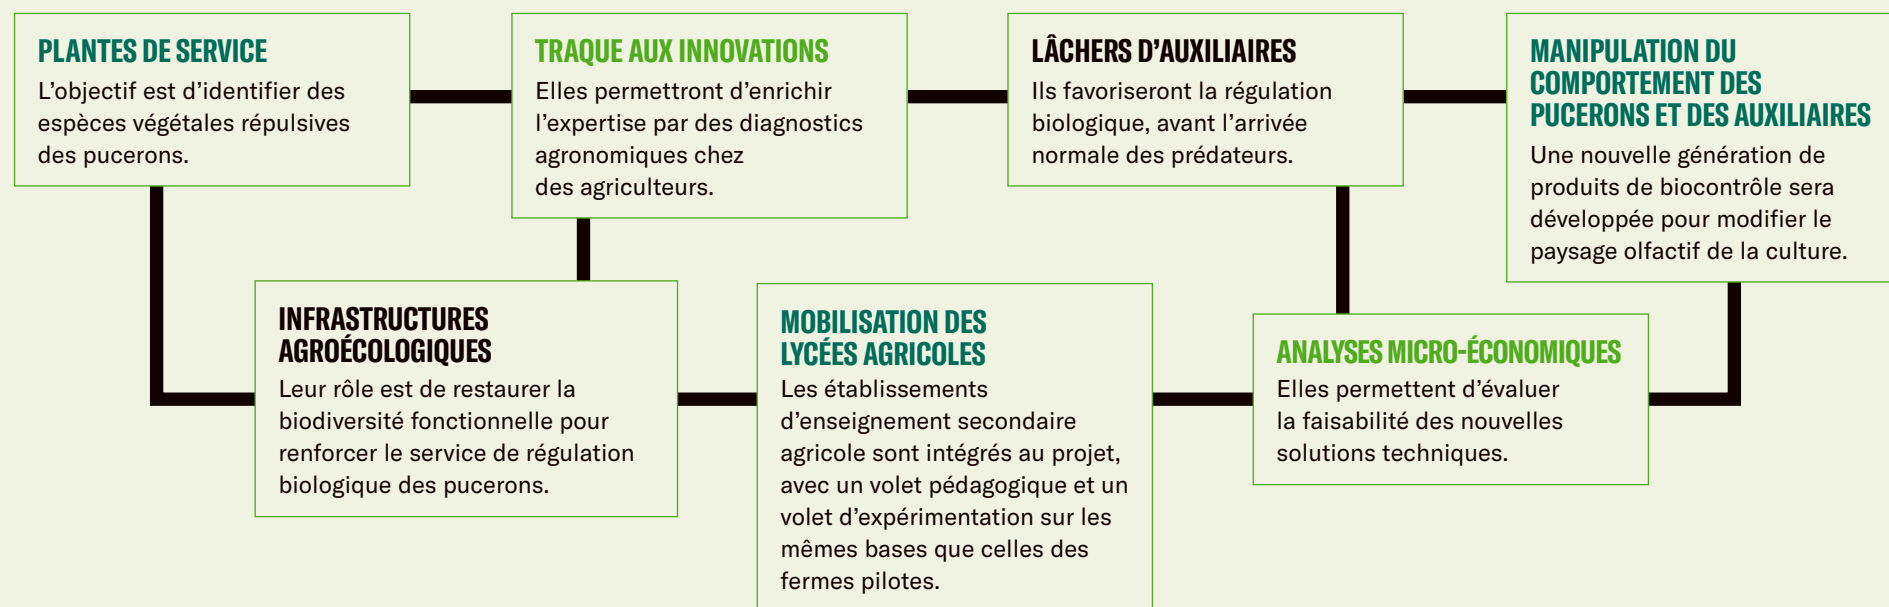 PLANTES DE SERVICE
L'objectif est d'identifier des
espèces végétales répulsives
des pucerons.
TRAQUE AUX INNOVATIONS
Elles permettront d'enrichir
l'expertise par des diagnostics
agronomiques chez
des agriculteurs.
LÂCHERS D'AUXILIAIRES
Ils favoriseront la régulation
biologique, avant l'arrivée
normale des prédateurs.
MANIPULATION DU
COMPORTEMENT DES
PUCERONS ET DES AUXILIAIRES
Une nouvelle génération de
produits de biocontrôle sera
développée pour modifier le
paysage olfactif de la culture.
INFRASTRUCTURES
AGROÉCOLOGIQUES
Leur rôle est de restaurer la
biodiversité fonctionnelle pour
renforcer le service de régulation
biologique des pucerons.
MOBILISATION DES
LYCÉES AGRICOLES
Les établissements
d'enseignement secondaire
agricole sont intégrés au projet,
avec un volet pédagogique et un
volet d'expérimentation sur les
mêmes bases que celles des
fermes pilotes.
ANALYSES MICRO-ÉCONOMIQUES
Elles permettent d'évaluer
la faisabilité des nouvelles
solutions techniques.